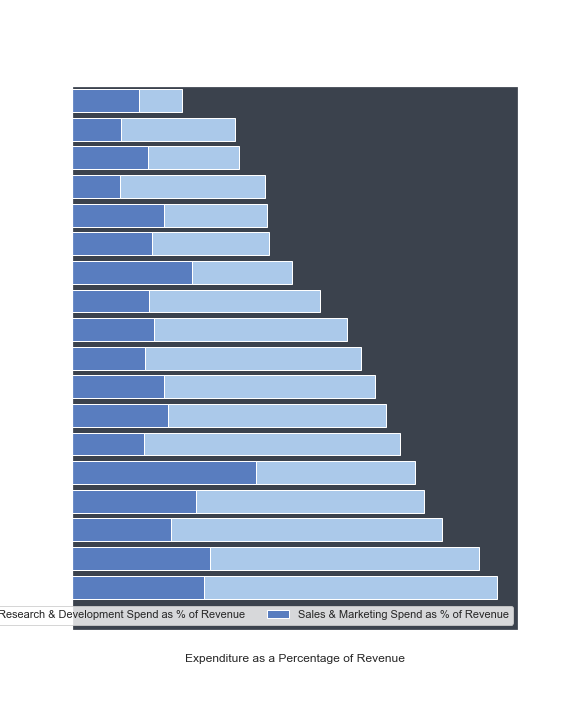 Research & Development Spend as % of Revenue Sales & Marketing Spend as % of Revenue
Expenditure as a Percentage of Revenue